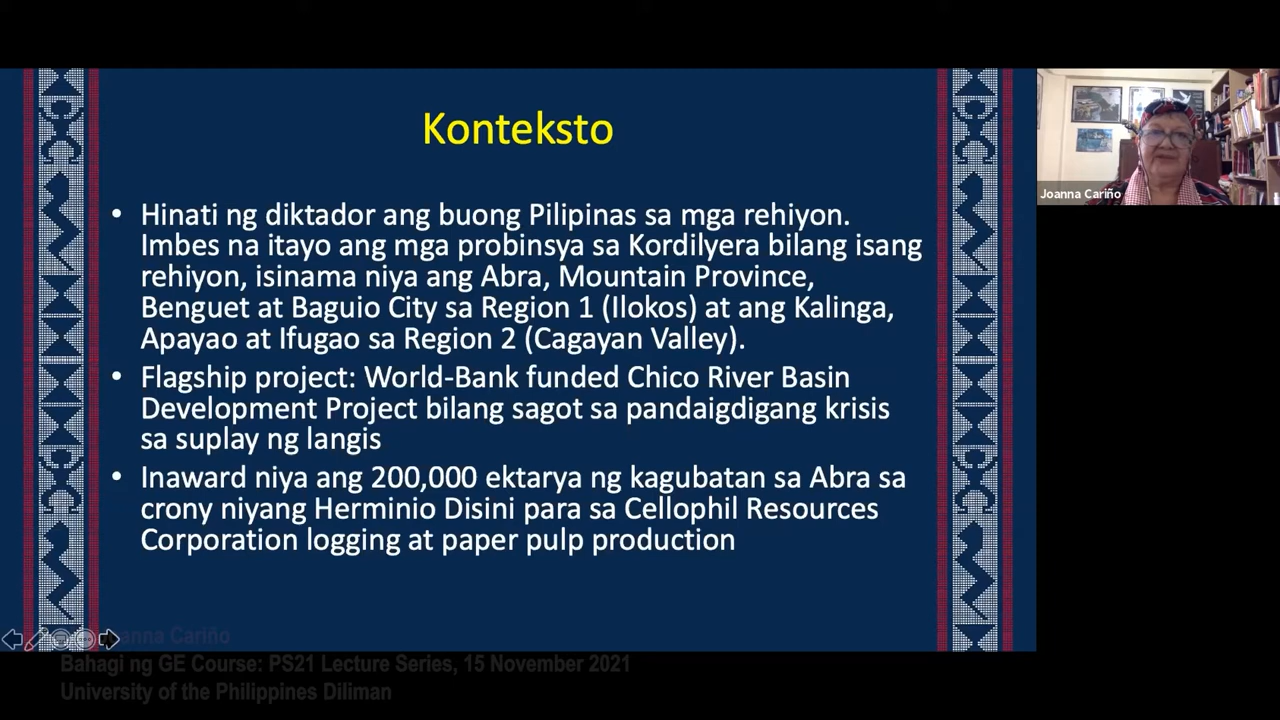 Konteksto
• Hinati ng diktador ang buong Pilipinas sa mga rehiyon.
Imbes na itayo ang mga probinsya sa Kordilyera bilang isang
rehiyon, isinama niya ang Abra, Mountain Province,
Benguet at Baguio City sa Region 1 (Ilokos) at ang Kalinga,
Apayao at Ifugao sa Region 2 (Cagayan Valley).
• Flagship project: World-Bank funded Chico River Basin
Development Project bilang sagot sa pandaigdigang krisis
sa suplay ng langis
• Inaward niya ang 200,000 ektarya ng kagubatan sa Abra sa
crony niyang Herminio Disini para sa Cellophil Resources
Corporation logging at paper pulp production
Joanna Cariño
Cariño
Bahagi ng GE Course: PS21 Lecture Series, 15 November 2021
University of the Philippines Diliman